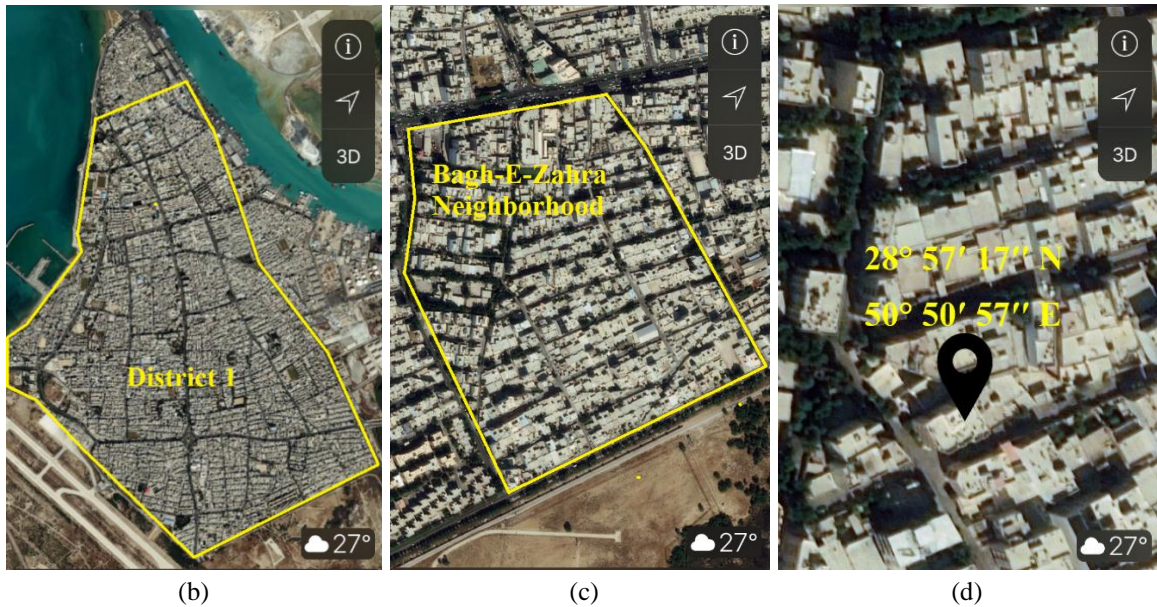 3D
District 1
27°
(b)
3D
Bagh-E-Zahra
Neighborhood
27°
(c)
3D
28° 57′ 17″ N
50° 50′ 57″ E
27°
(d)